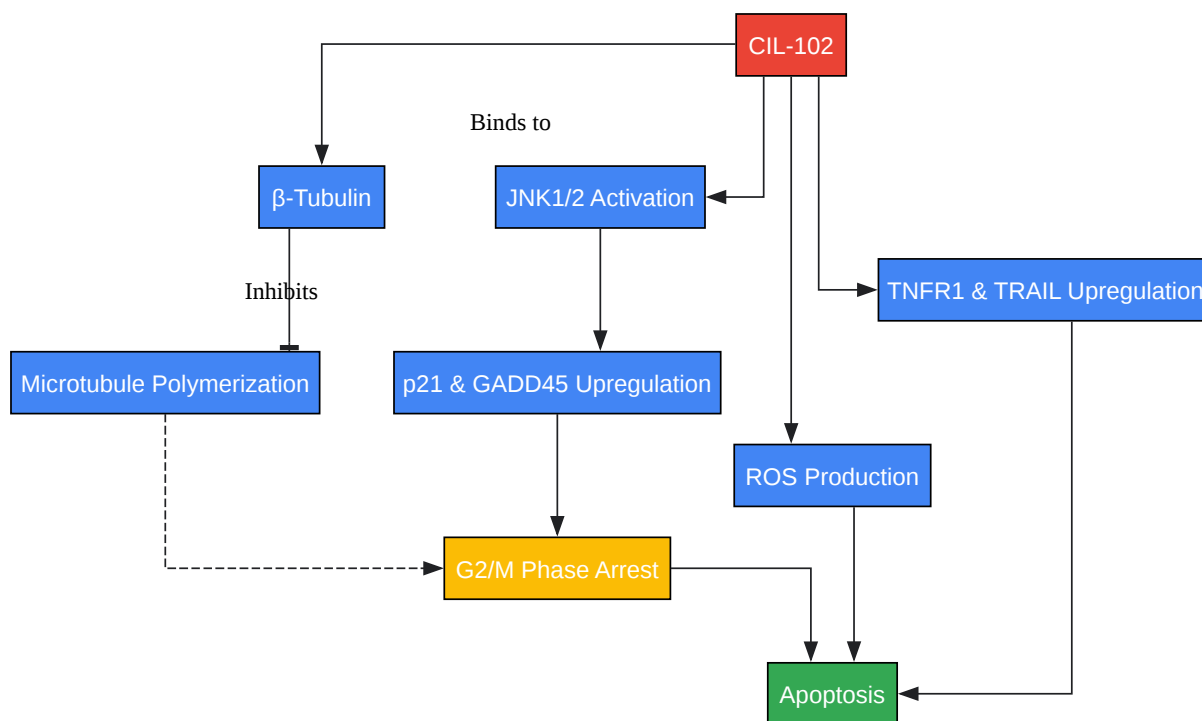 CIL-102
Binds to
β-Tubulin
JNK1/2 Activation
Inhibits
TNFR1 & TRAIL Upregulation
Microtubule Polymerization
p21 & GADD45 Upregulation
ROS Production
G2/M Phase Arrest
Apoptosis